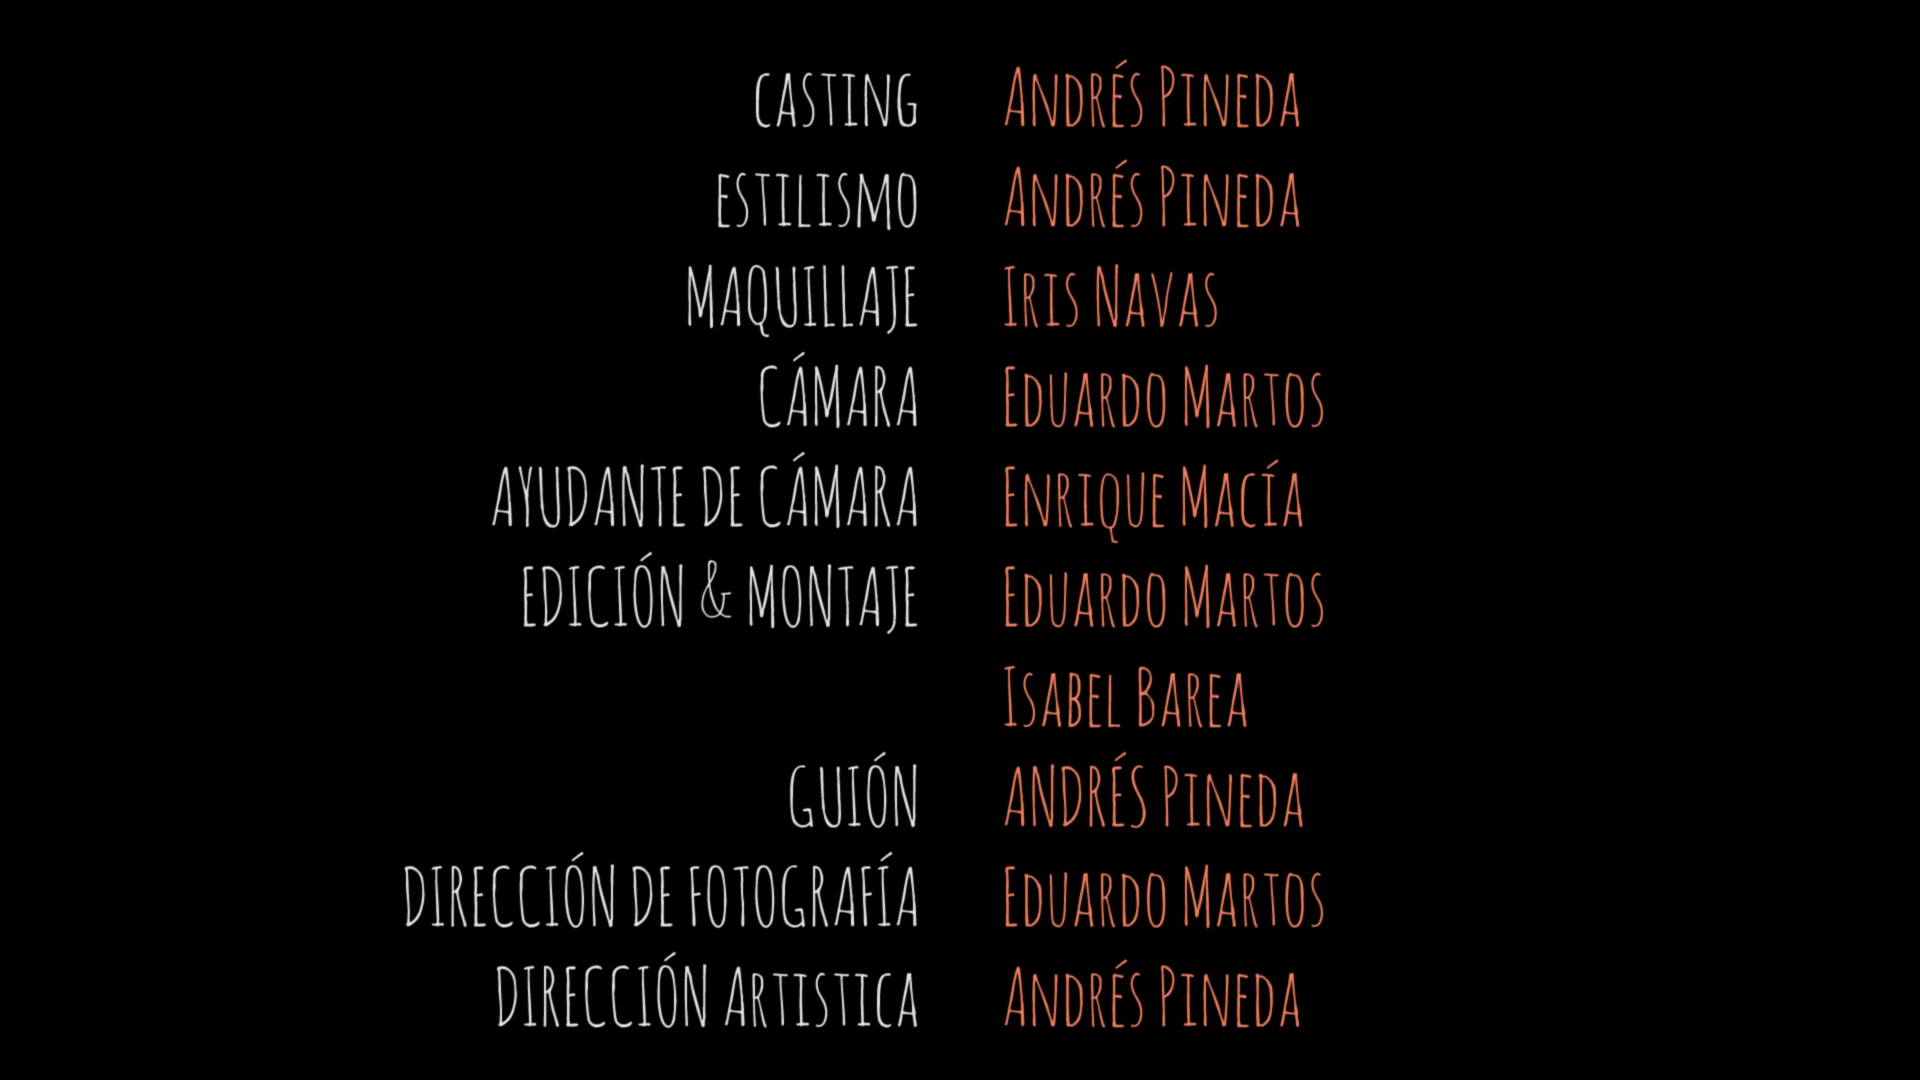 CASTING ANDRÉS PINEDA
ESTILISMO ANDRÉS PINEDA
MAQUILLAJE IRIS NAVAS
CÁMARA EDUARDO MARTOS
AYUDANTE DE CÁMARA ENRIQUE MACÍA
EDICIÓN & MONTAJE EDUARDO MARTOS
ISABEL BAREA
GUIÓN ANDRÉS PINEDA
DIRECCIÓN DE FOTOGRAFÍA EDUARDO MARTOS
DIRECCIÓN ARTISTICA ANDRÉS PINEDA